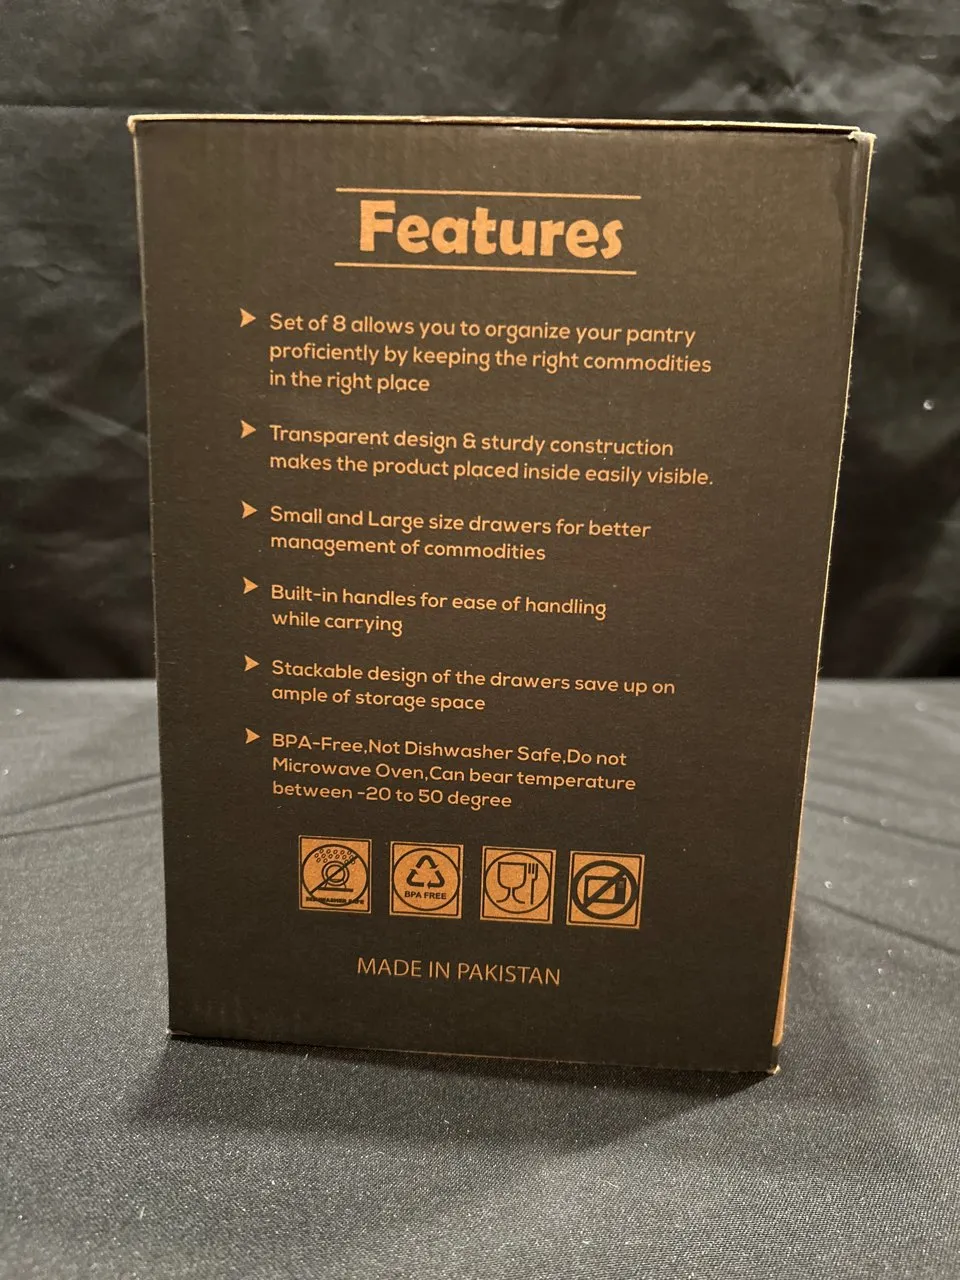 Features
Set of 8 allows you to organize your pantry
proficiently by keeping the right commodities
in the right place
Transparent design & sturdy construction
makes the product placed inside easily visible.
Small and Large size drawers for better
management of commodities
Built-in handles for ease of handling
while carrying
Stackable design of the drawers save up on
ample of storage space
BPA-Free,Not Dishwasher Safe,Do not
Microwave Oven,Can bear temperature
between -20 to 50 degree
BPA FREE
MADE IN PAKISTAN